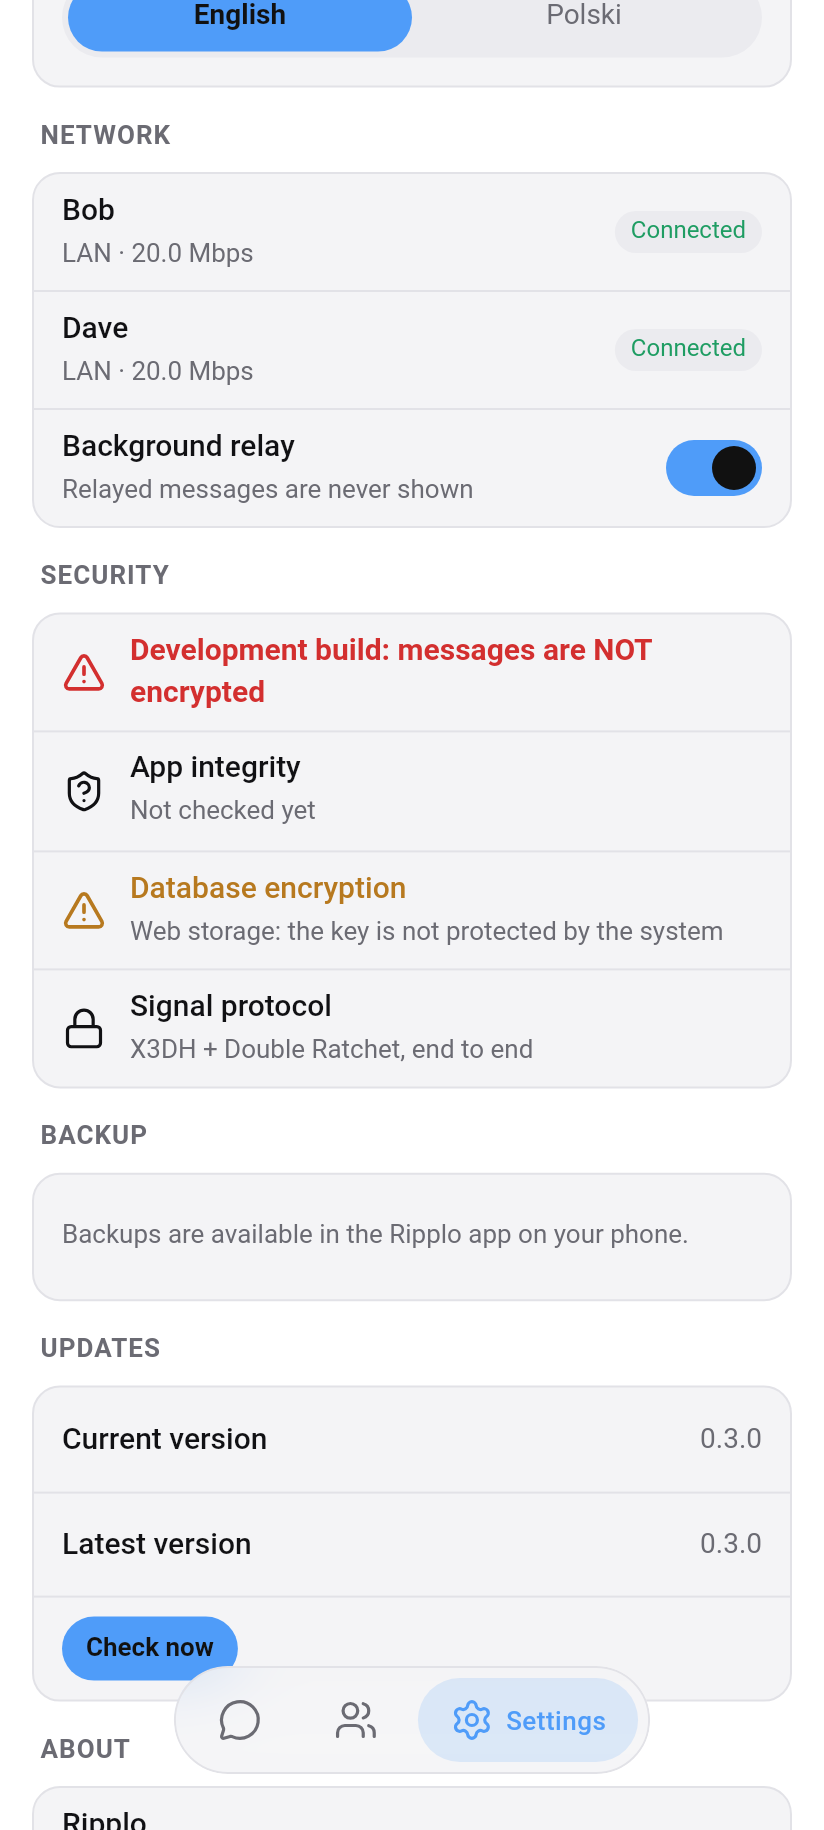 English
Polski
NETWORK
Bob
LAN · 20.0 Mbps
Connected
Dave
LAN · 20.0 Mbps
Connected
Background relay
Relayed messages are never shown
SECURITY
Development build: messages are NOT
encrypted
App integrity
Not checked yet
Database encryption
Web storage: the key is not protected by the system
Signal protocol
X3DH + Double Ratchet, end to end
BACKUP
Backups are available in the Ripplo app on your phone.
UPDATES
Current version
0.3.0
Latest version
0.3.0
Check now
Settings
ABOUT
Ripplo